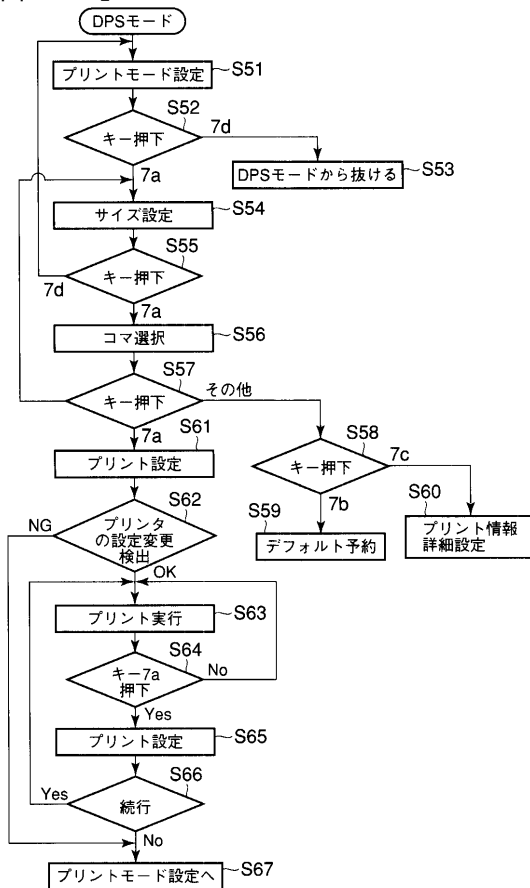 DPSモード
プリントモード設定
S51
S52
キー押下
7d
7a
DPSモードから抜ける
S53
サイズ設定
S54
S55
キー押下
7d
7a
コマ選択
S56
S57
キー押下
その他
7a
S58
キー押下
7c
7b
S59
デフォルト予約
S60
プリント情報
詳細設定
S61
プリント設定
S62
プリンタ
の設定変更
検出
NG
OK
プリント実行
S63
S64
キー7a
押下
No
Yes
プリント設定
S65
S66
続行
Yes
No
プリントモード設定へ
S67